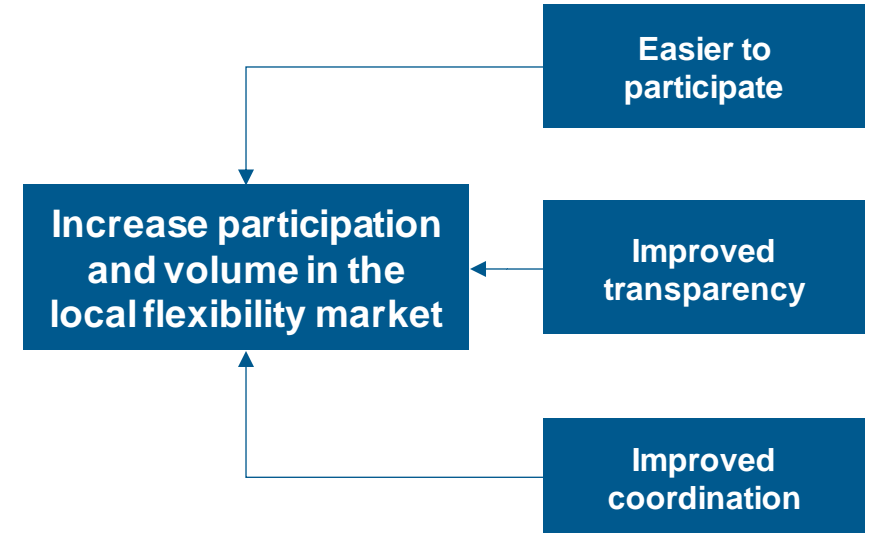 Easier to
participate
Increase participation
and volume in the
local flexibility market
Improved
transparency
Improved
coordination